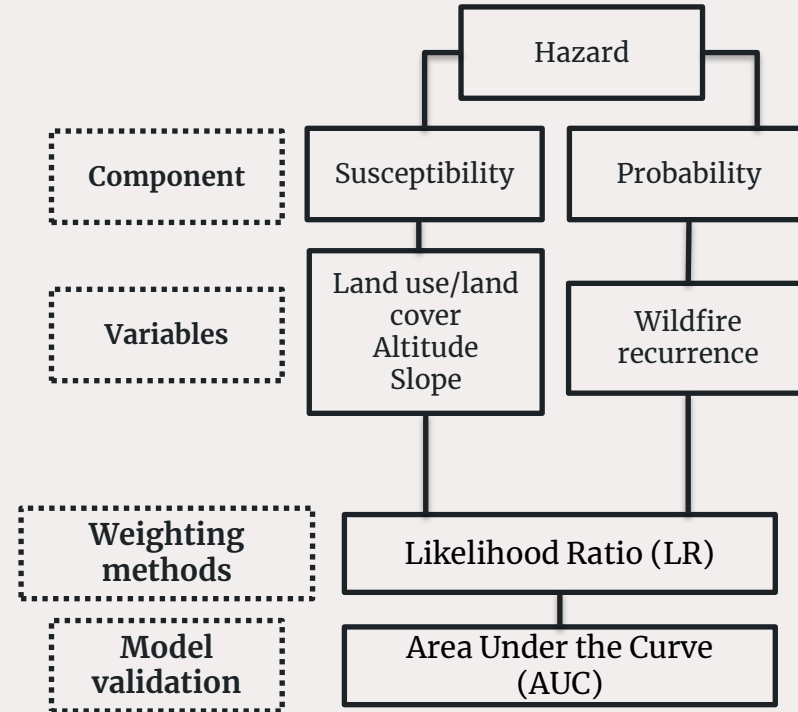 Hazard
Component
Susceptibility
Probability
Variables
Land use/land
cover
Altitude
Slope
Wildfire
recurrence
Weighting
methods
Likelihood Ratio (LR)
Model
validation
Area Under the Curve
(AUC)